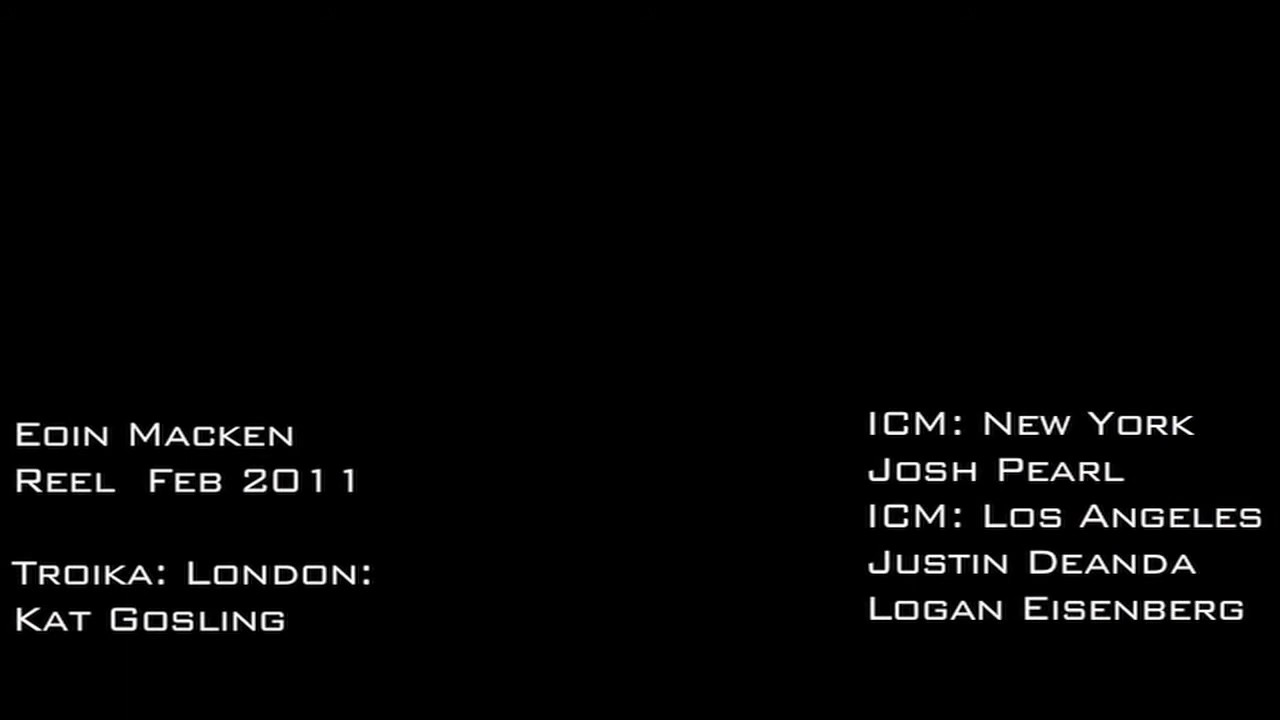 Eoin Macken
Reel Feb 2011
Troika: London:
Kat Gosling
ICM: New York
Josh Pearl
ICM: Los Angeles
Justin Deanda
Logan Eisenberg